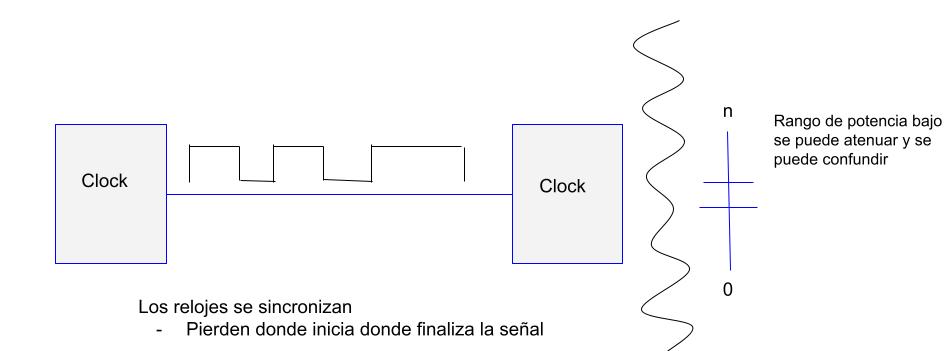 n
Rango de potencia bajo
se puede atenuar y se
puede confundir
Clock
Clock
0
Los relojes se sincronizan
- Pierden donde inicia donde finaliza la señal